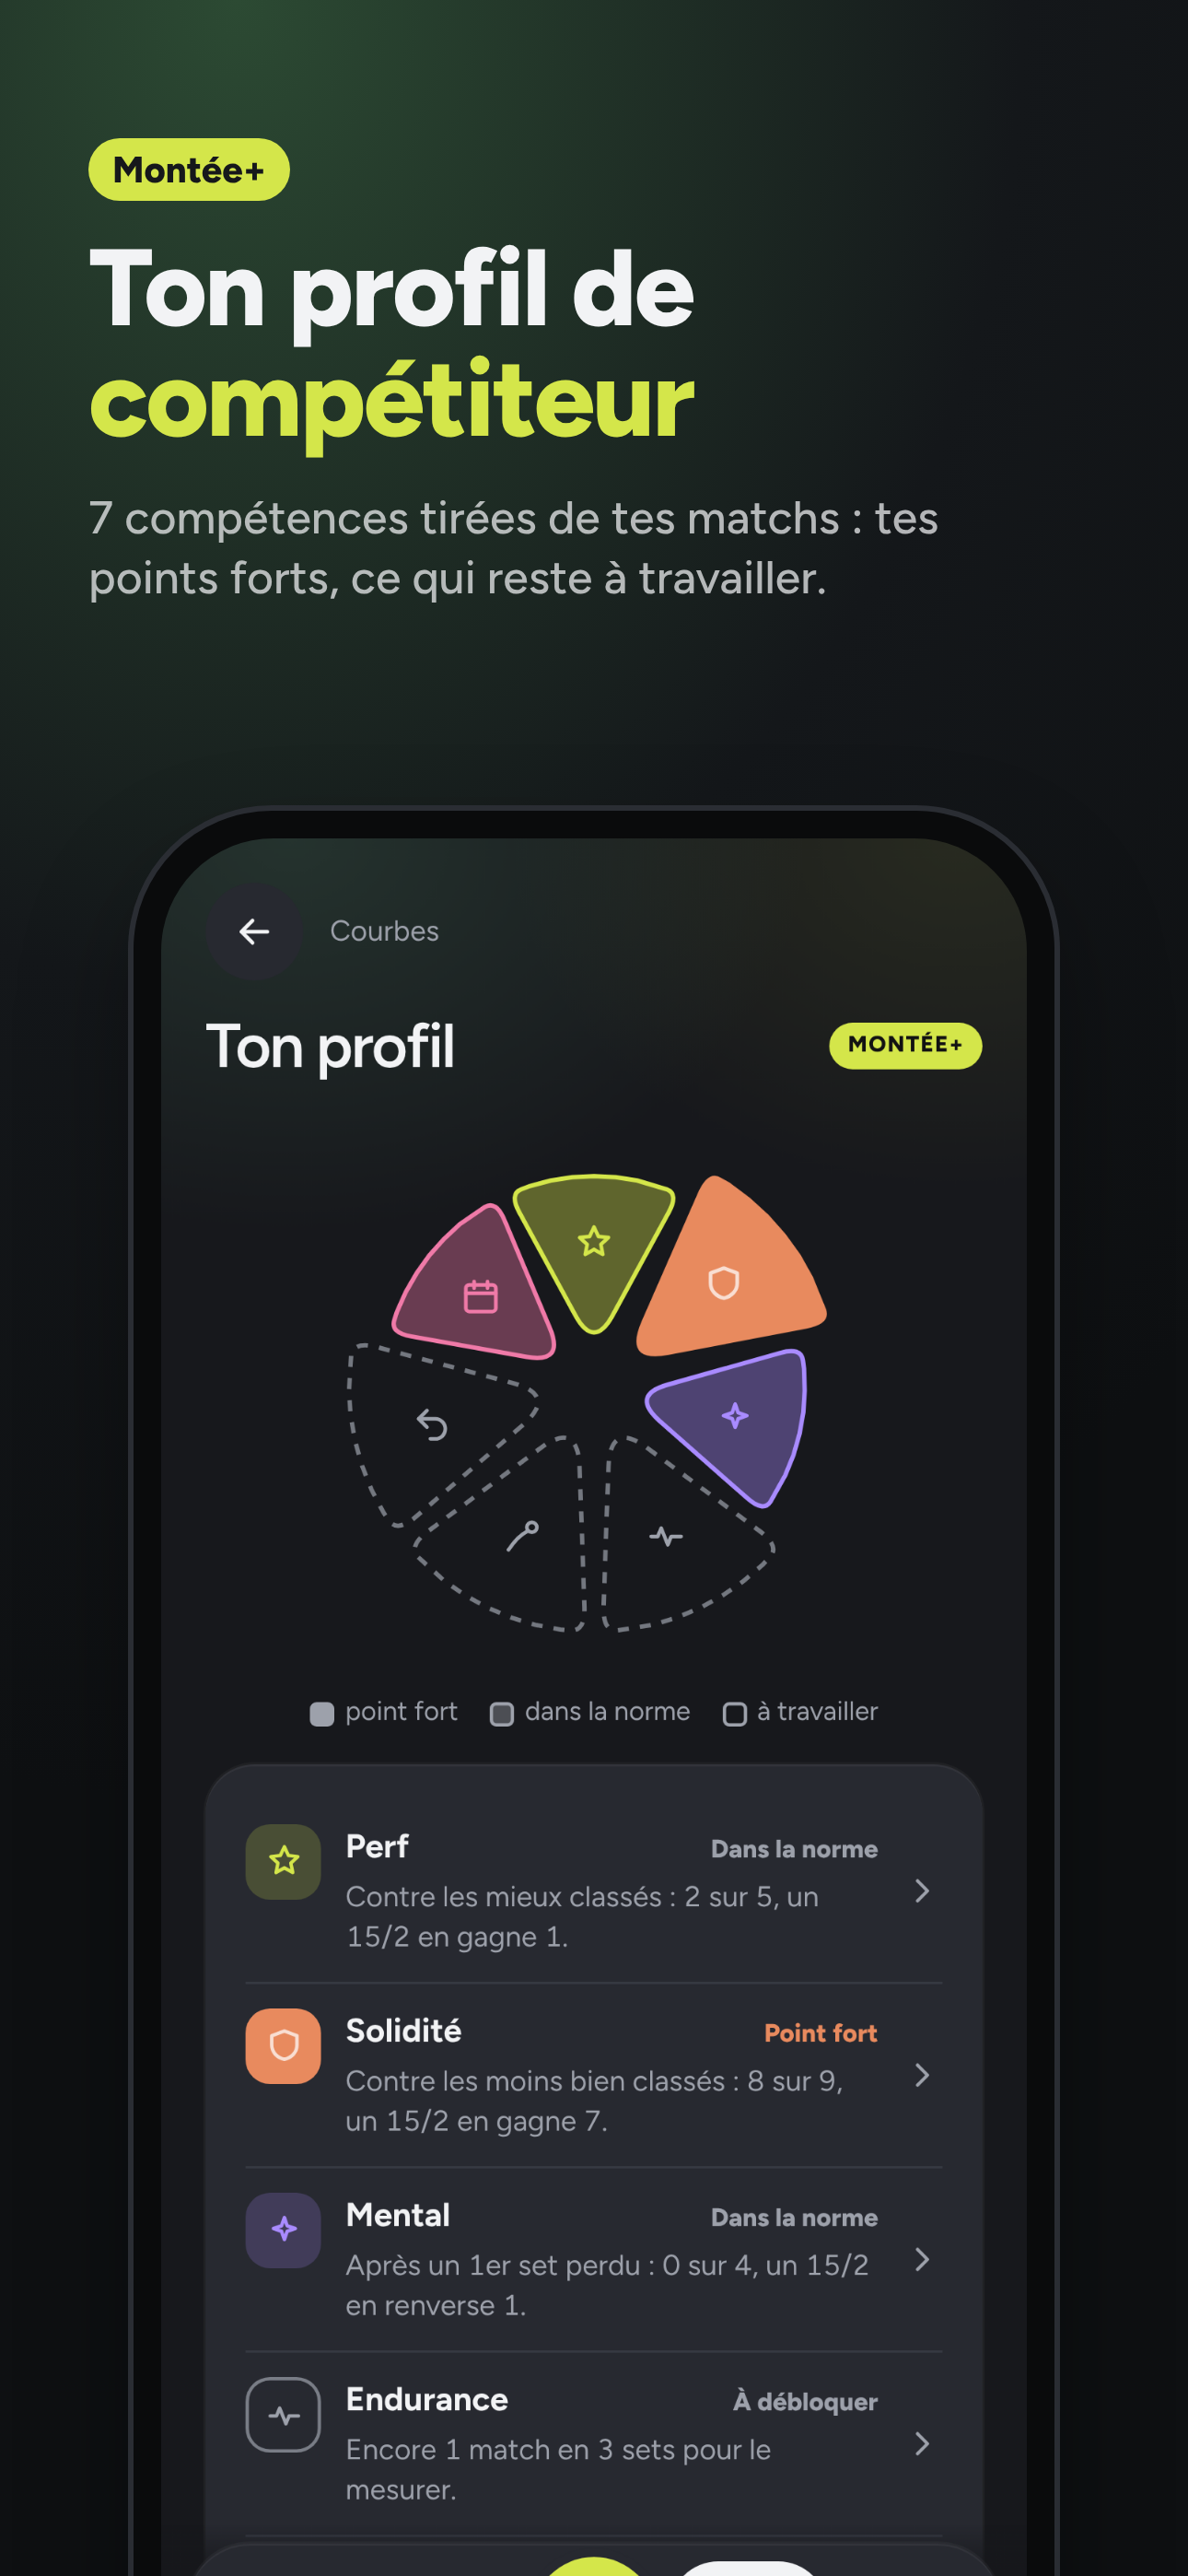 Montée+
Ton profil de
compétiteur
7 compétences tirées de tes matchs : tes
points forts, ce qui reste à travailler.
Courbes
Ton profil
MONTÉE+
point fort
dans la norme
à travailler
Perf
Dans la norme
Contre les mieux classés : 2 sur 5, un
15/2 en gagne 1.
Solidité
Point fort
Contre les moins bien classés : 8 sur 9,
un 15/2 en gagne 7.
Mental
Dans la norme
Après un 1er set perdu : 0 sur 4, un 15/2
en renverse 1.
Endurance
À débloquer
Encore 1 match en 3 sets pour le
mesurer.